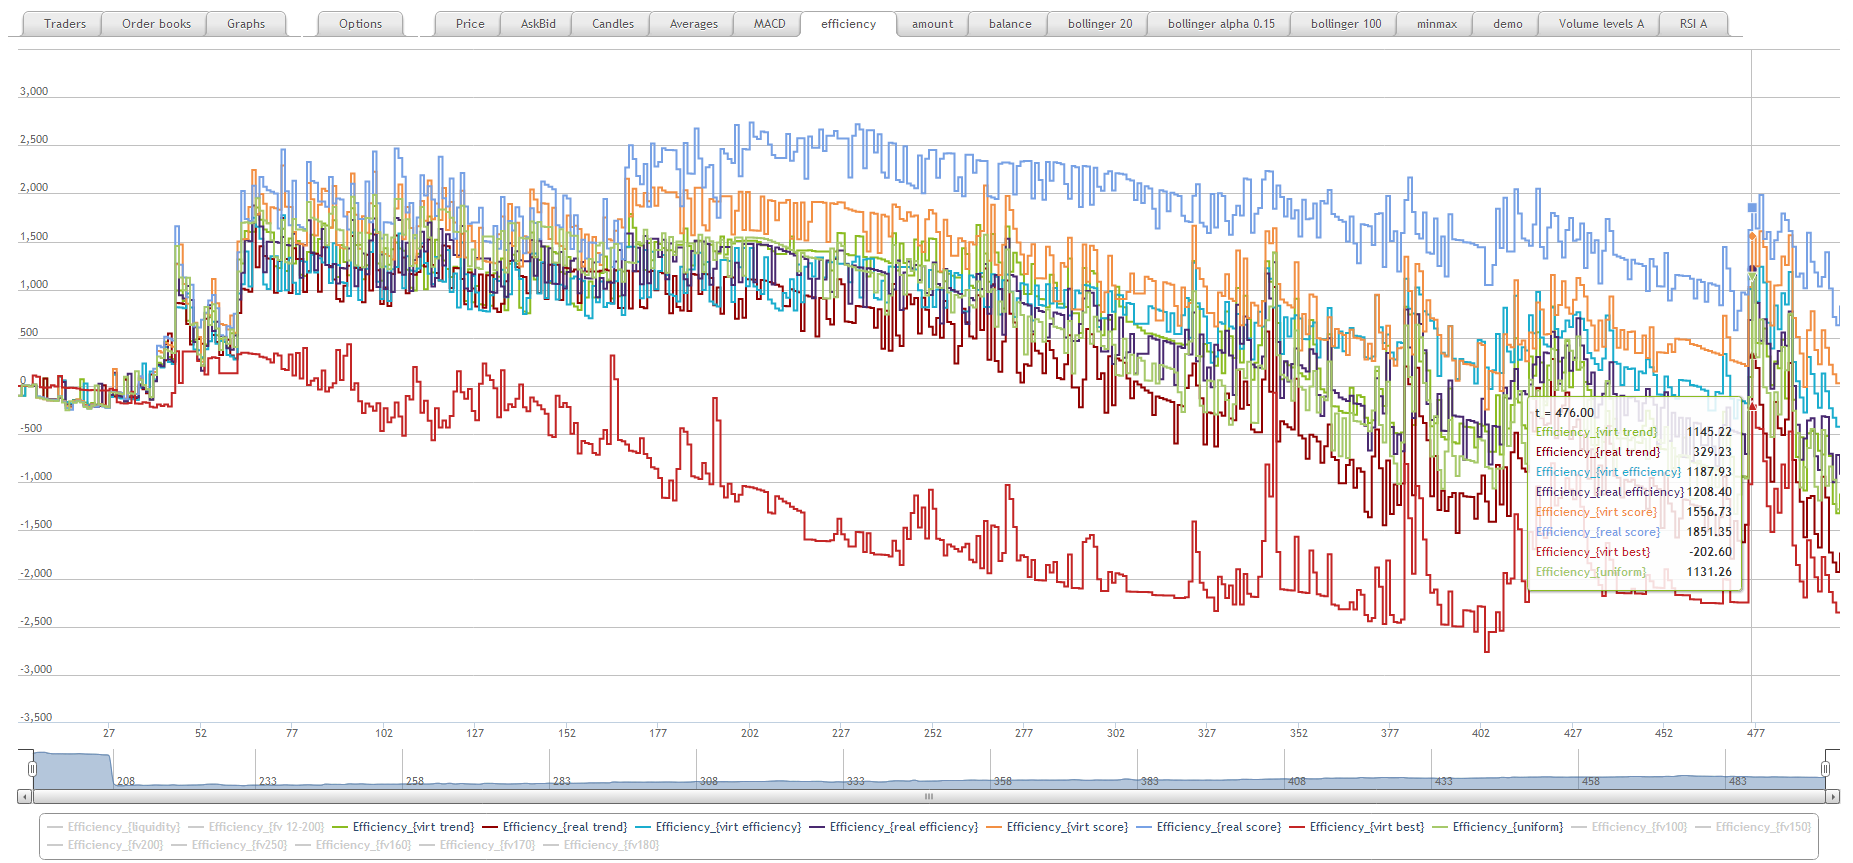 Traders Order books Graphs Options Price AskBid Candles Averages MACD efficiency amount balance bollinger 20 bollinger alpha 0.15 bollinger 100 minmax demo Volume levels A RSI A
3,000
2,500
2,000
1,500
1,000
500
0
-500
-1,000
-1,500
-2,000
-2,500
-3,000
-3,500
t = 476.00
Efficiency_{virt trend} 1145.22
Efficiency_{real trend} 329.23
Efficiency_{virt efficiency} 1187.93
Efficiency_{real efficiency} 1208.40
Efficiency_{virt score} 1556.73
Efficiency_{real score} 1851.35
Efficiency_{virt best} -202.60
Efficiency_{uniform} 1131.26
27 52 77 102 127 152 177 202 227 252 277 302 327 352 377 402 427 452 477
208 233 258 283 308 333 358 383 408 433 458 483
Efficiency_{liquidity} Efficiency_{fv 12-200} Efficiency_{virt trend} Efficiency_{real trend} Efficiency_{virt efficiency} Efficiency_{real efficiency} Efficiency_{virt score} Efficiency_{real score} Efficiency_{virt best} Efficiency_{uniform} Efficiency_{fv100} Efficiency_{fv150}
Efficiency_{fv200} Efficiency_{fv250} Efficiency_{fv160} Efficiency_{fv170} Efficiency_{fv180}